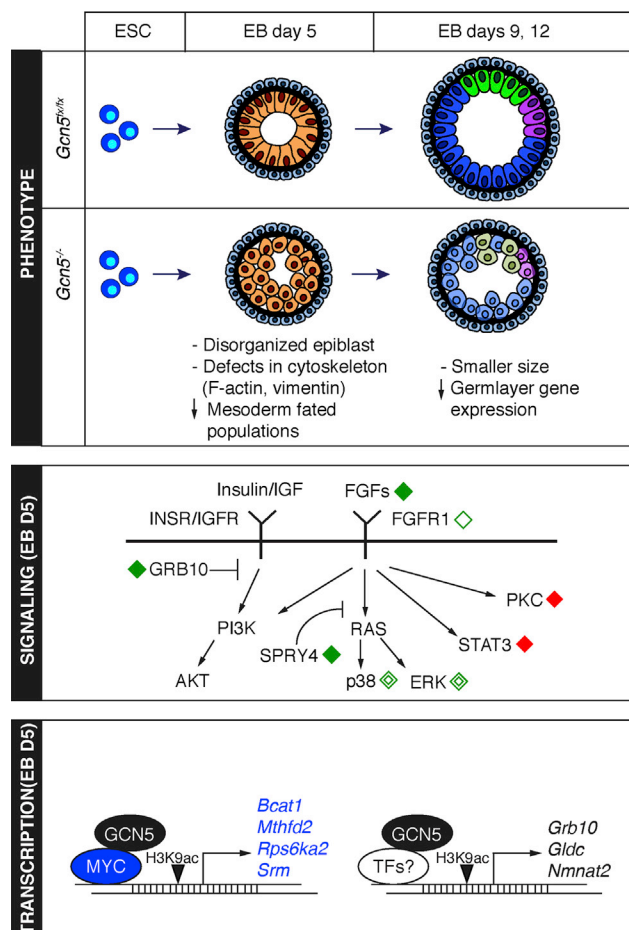 ESC
EB day 5
EB days 9, 12
PHENOTYPE
Gcn5fx/fx
Gcn5-/-
- Disorganized epiblast
- Defects in cytoskeleton
(F-actin, vimentin)
↓ Mesoderm fated
populations
- Smaller size
↓ Germlayer gene
expression
SIGNALING (EB D5)
Insulin/IGF
FGFs
INSR/IGFR
FGFR1
GRB10
PKC
PI3K
RAS
STAT3
SPRY4
AKT
p38
ERK
TRANSCRIPTION(EB D5)
GCN5
MYC
H3K9ac
Bcat1
Mthfd2
Rps6ka2
Srm
GCN5
TFs?
H3K9ac
Grb10
Gldc
Nmnat2